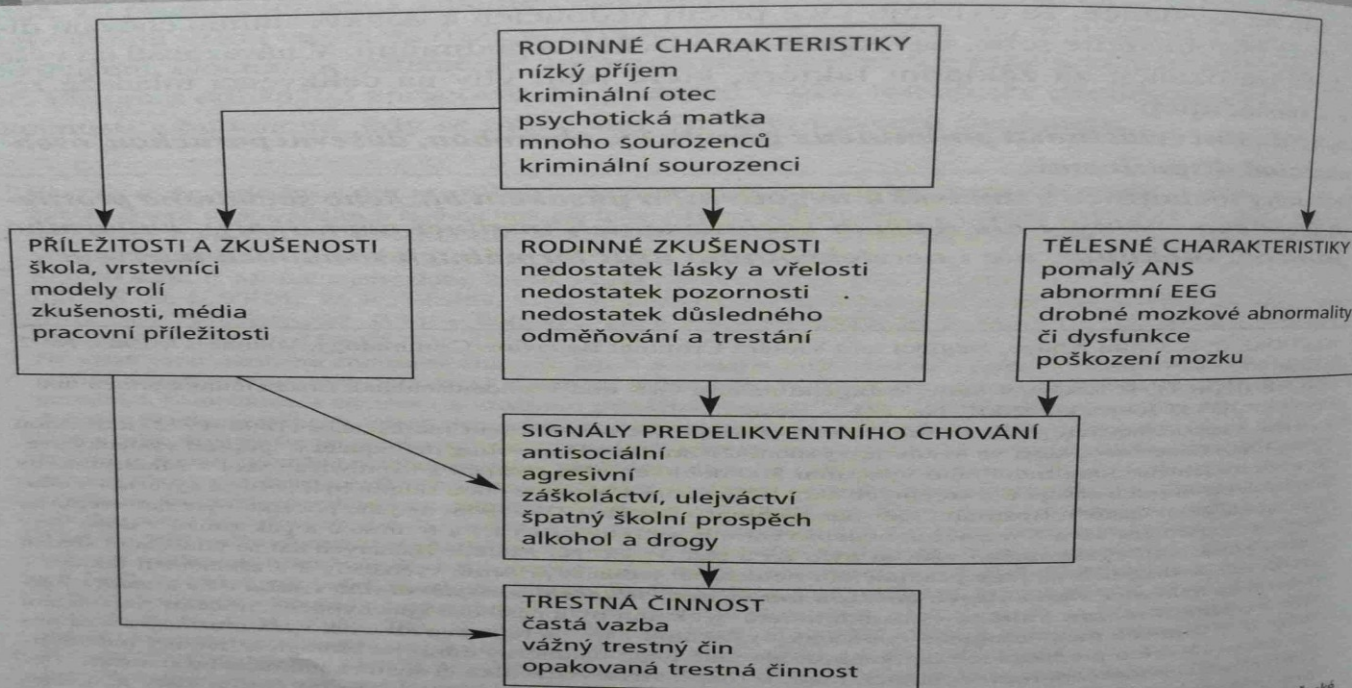 RODINNÉ CHARAKTERISTIKY
nízký příjem
kriminální otec
psychotická matka
mnoho sourozenců
kriminální sourozenci
PŘÍLEŽITOSTI A ZKUŠENOSTI
škola, vrstevníci
modely rolí
zkušenosti, média
pracovní příležitosti
RODINNÉ ZKUŠENOSTI
nedostatek lásky a vřelosti
nedostatek pozornosti
nedostatek důsledného
odměňování a trestání
TĚLESNÉ CHARAKTERISTIKY
pomalý ANS
abnormní EEG
drobné mozkové abnormality
či dysfunkce
poškození mozku
SIGNÁLY PREDELIKVENTNÍHO CHOVÁNÍ
antisociální
agresivní
záškoláctví, ulejváctví
špatný školní prospěch
alkohol a drogy
TRESTNÁ ČINNOST
častá vazba
vážný trestný čin
opakovaná trestná činnost